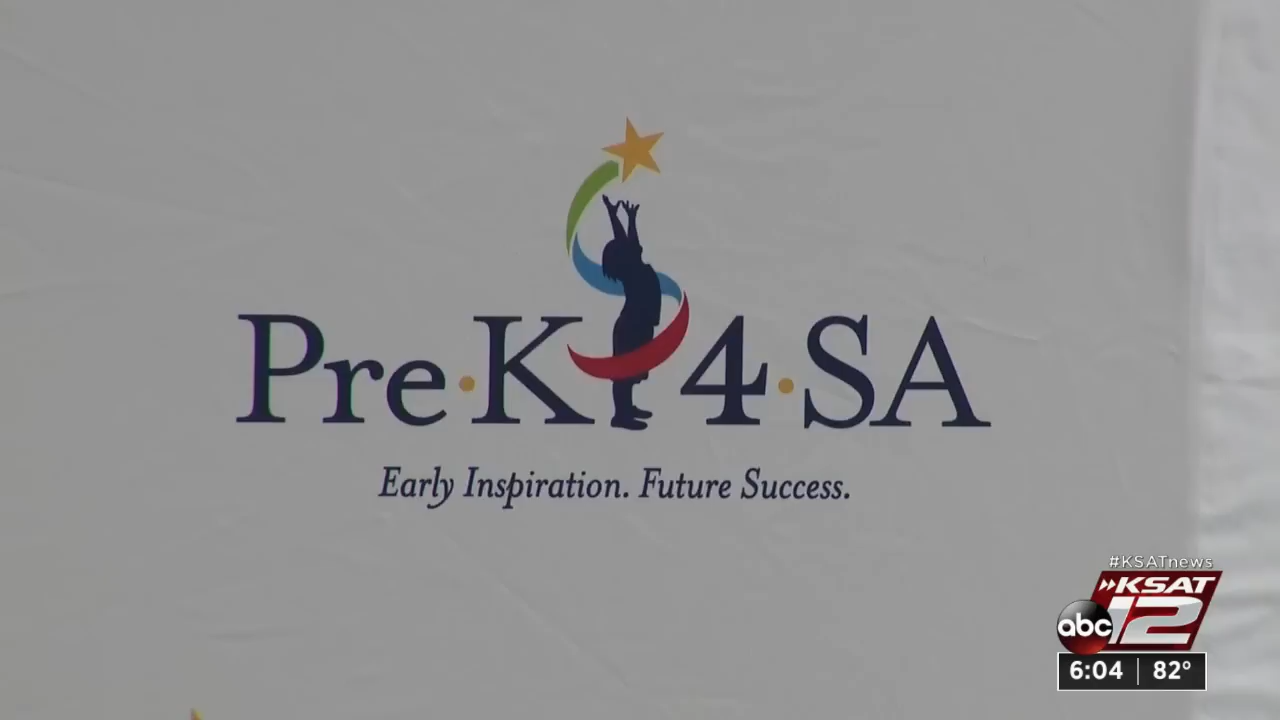 Pre·K 4·SA
Early Inspiration. Future Success.
#KSATnews
KSAT
abc 12
6:04 82°